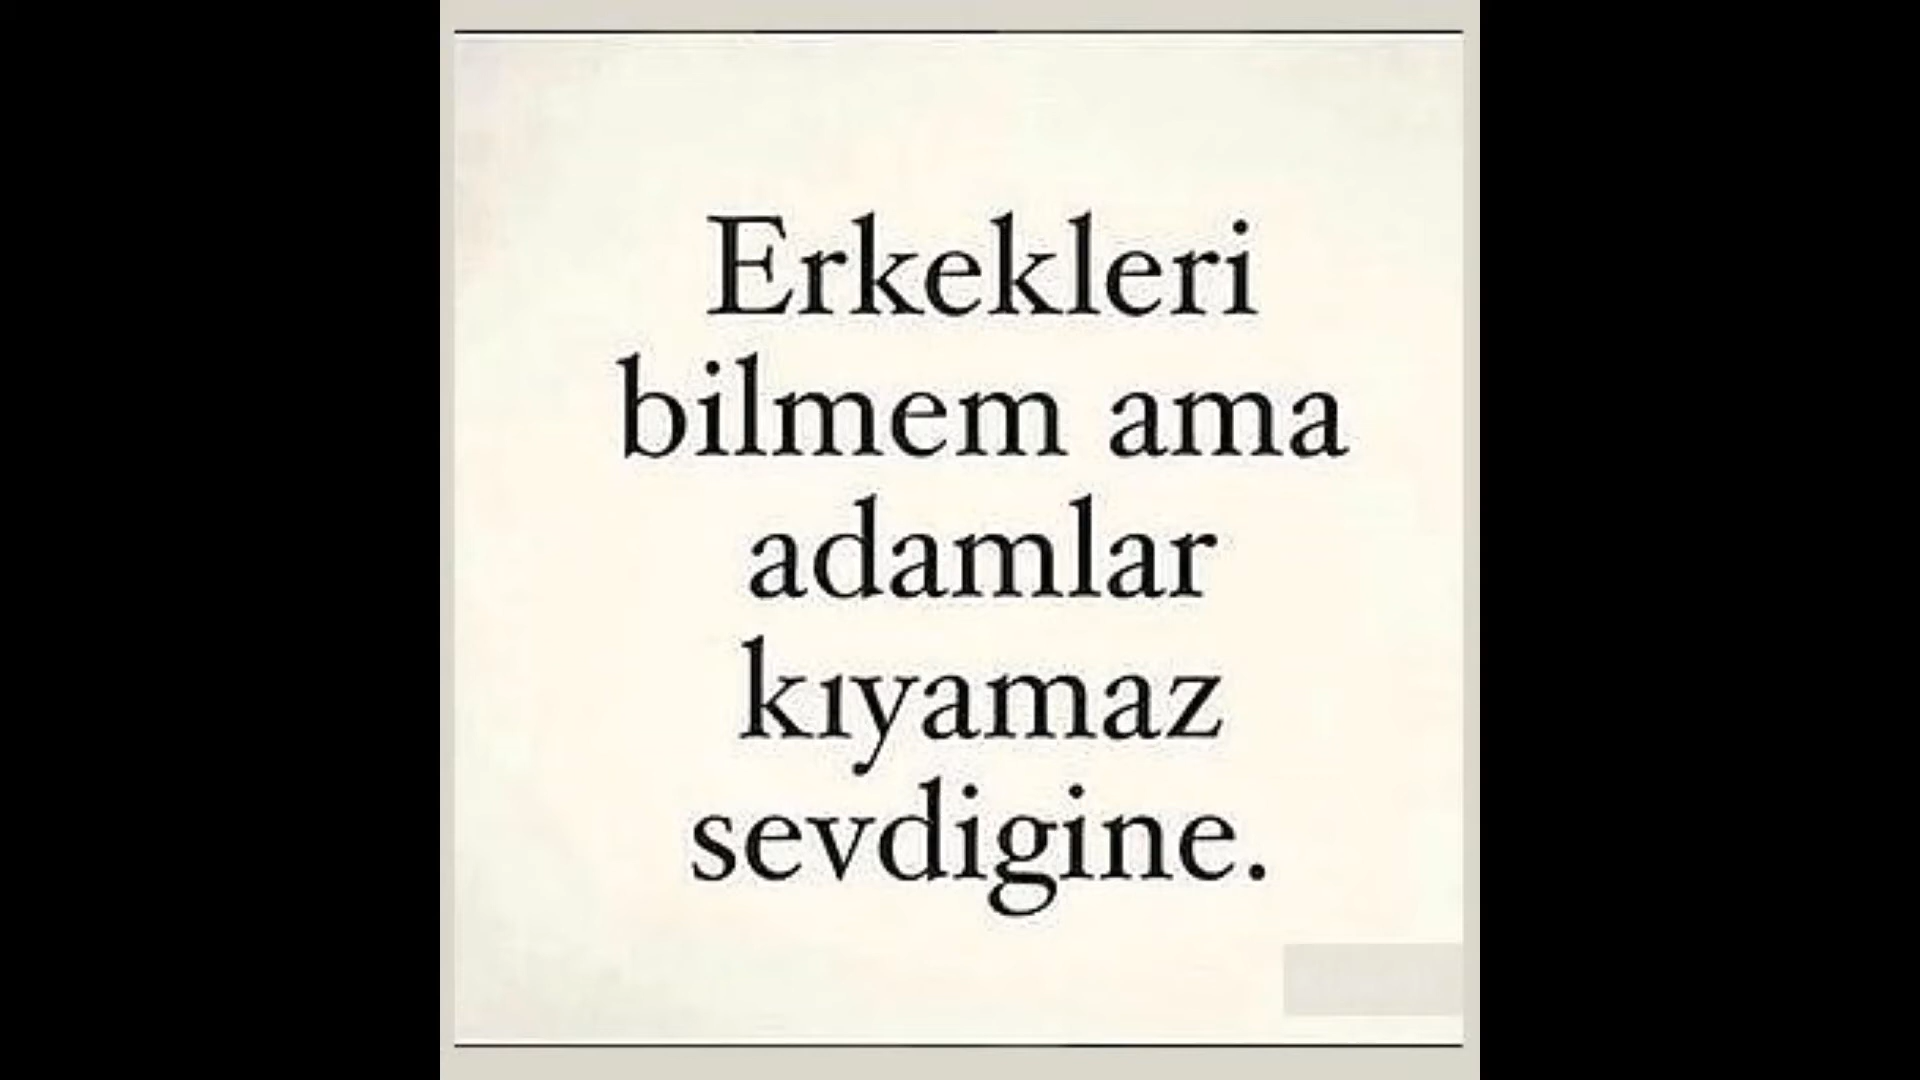 Erkekleri
bilmem ama
adamlar
kıyamaz
sevdigine.